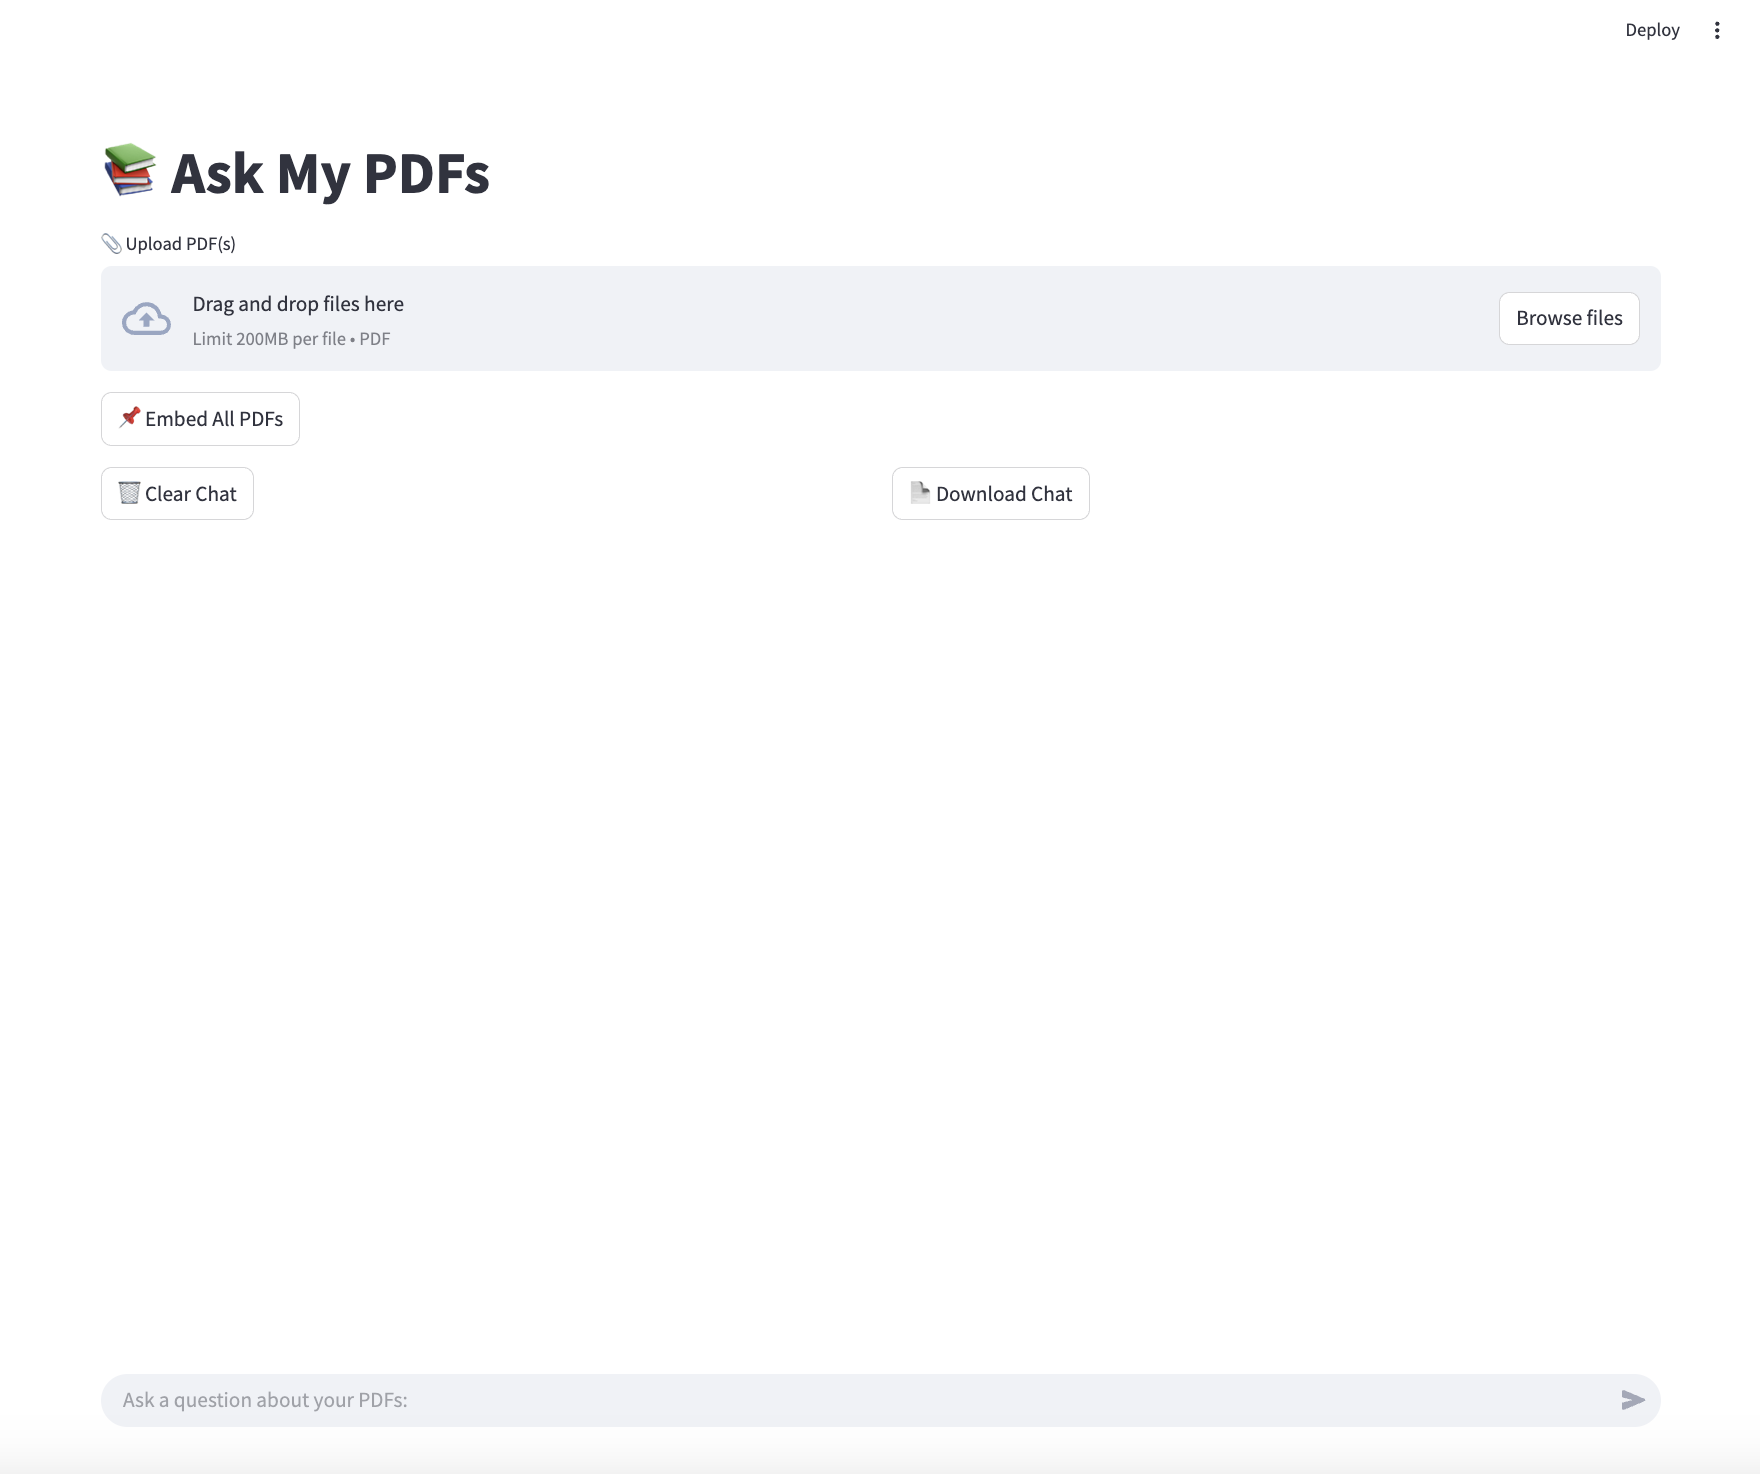 Deploy
Ask My PDFs
Upload PDF(s)
Drag and drop files here
Limit 200MB per file • PDF
Browse files
Embed All PDFs
Clear Chat
Download Chat
Ask a question about your PDFs: